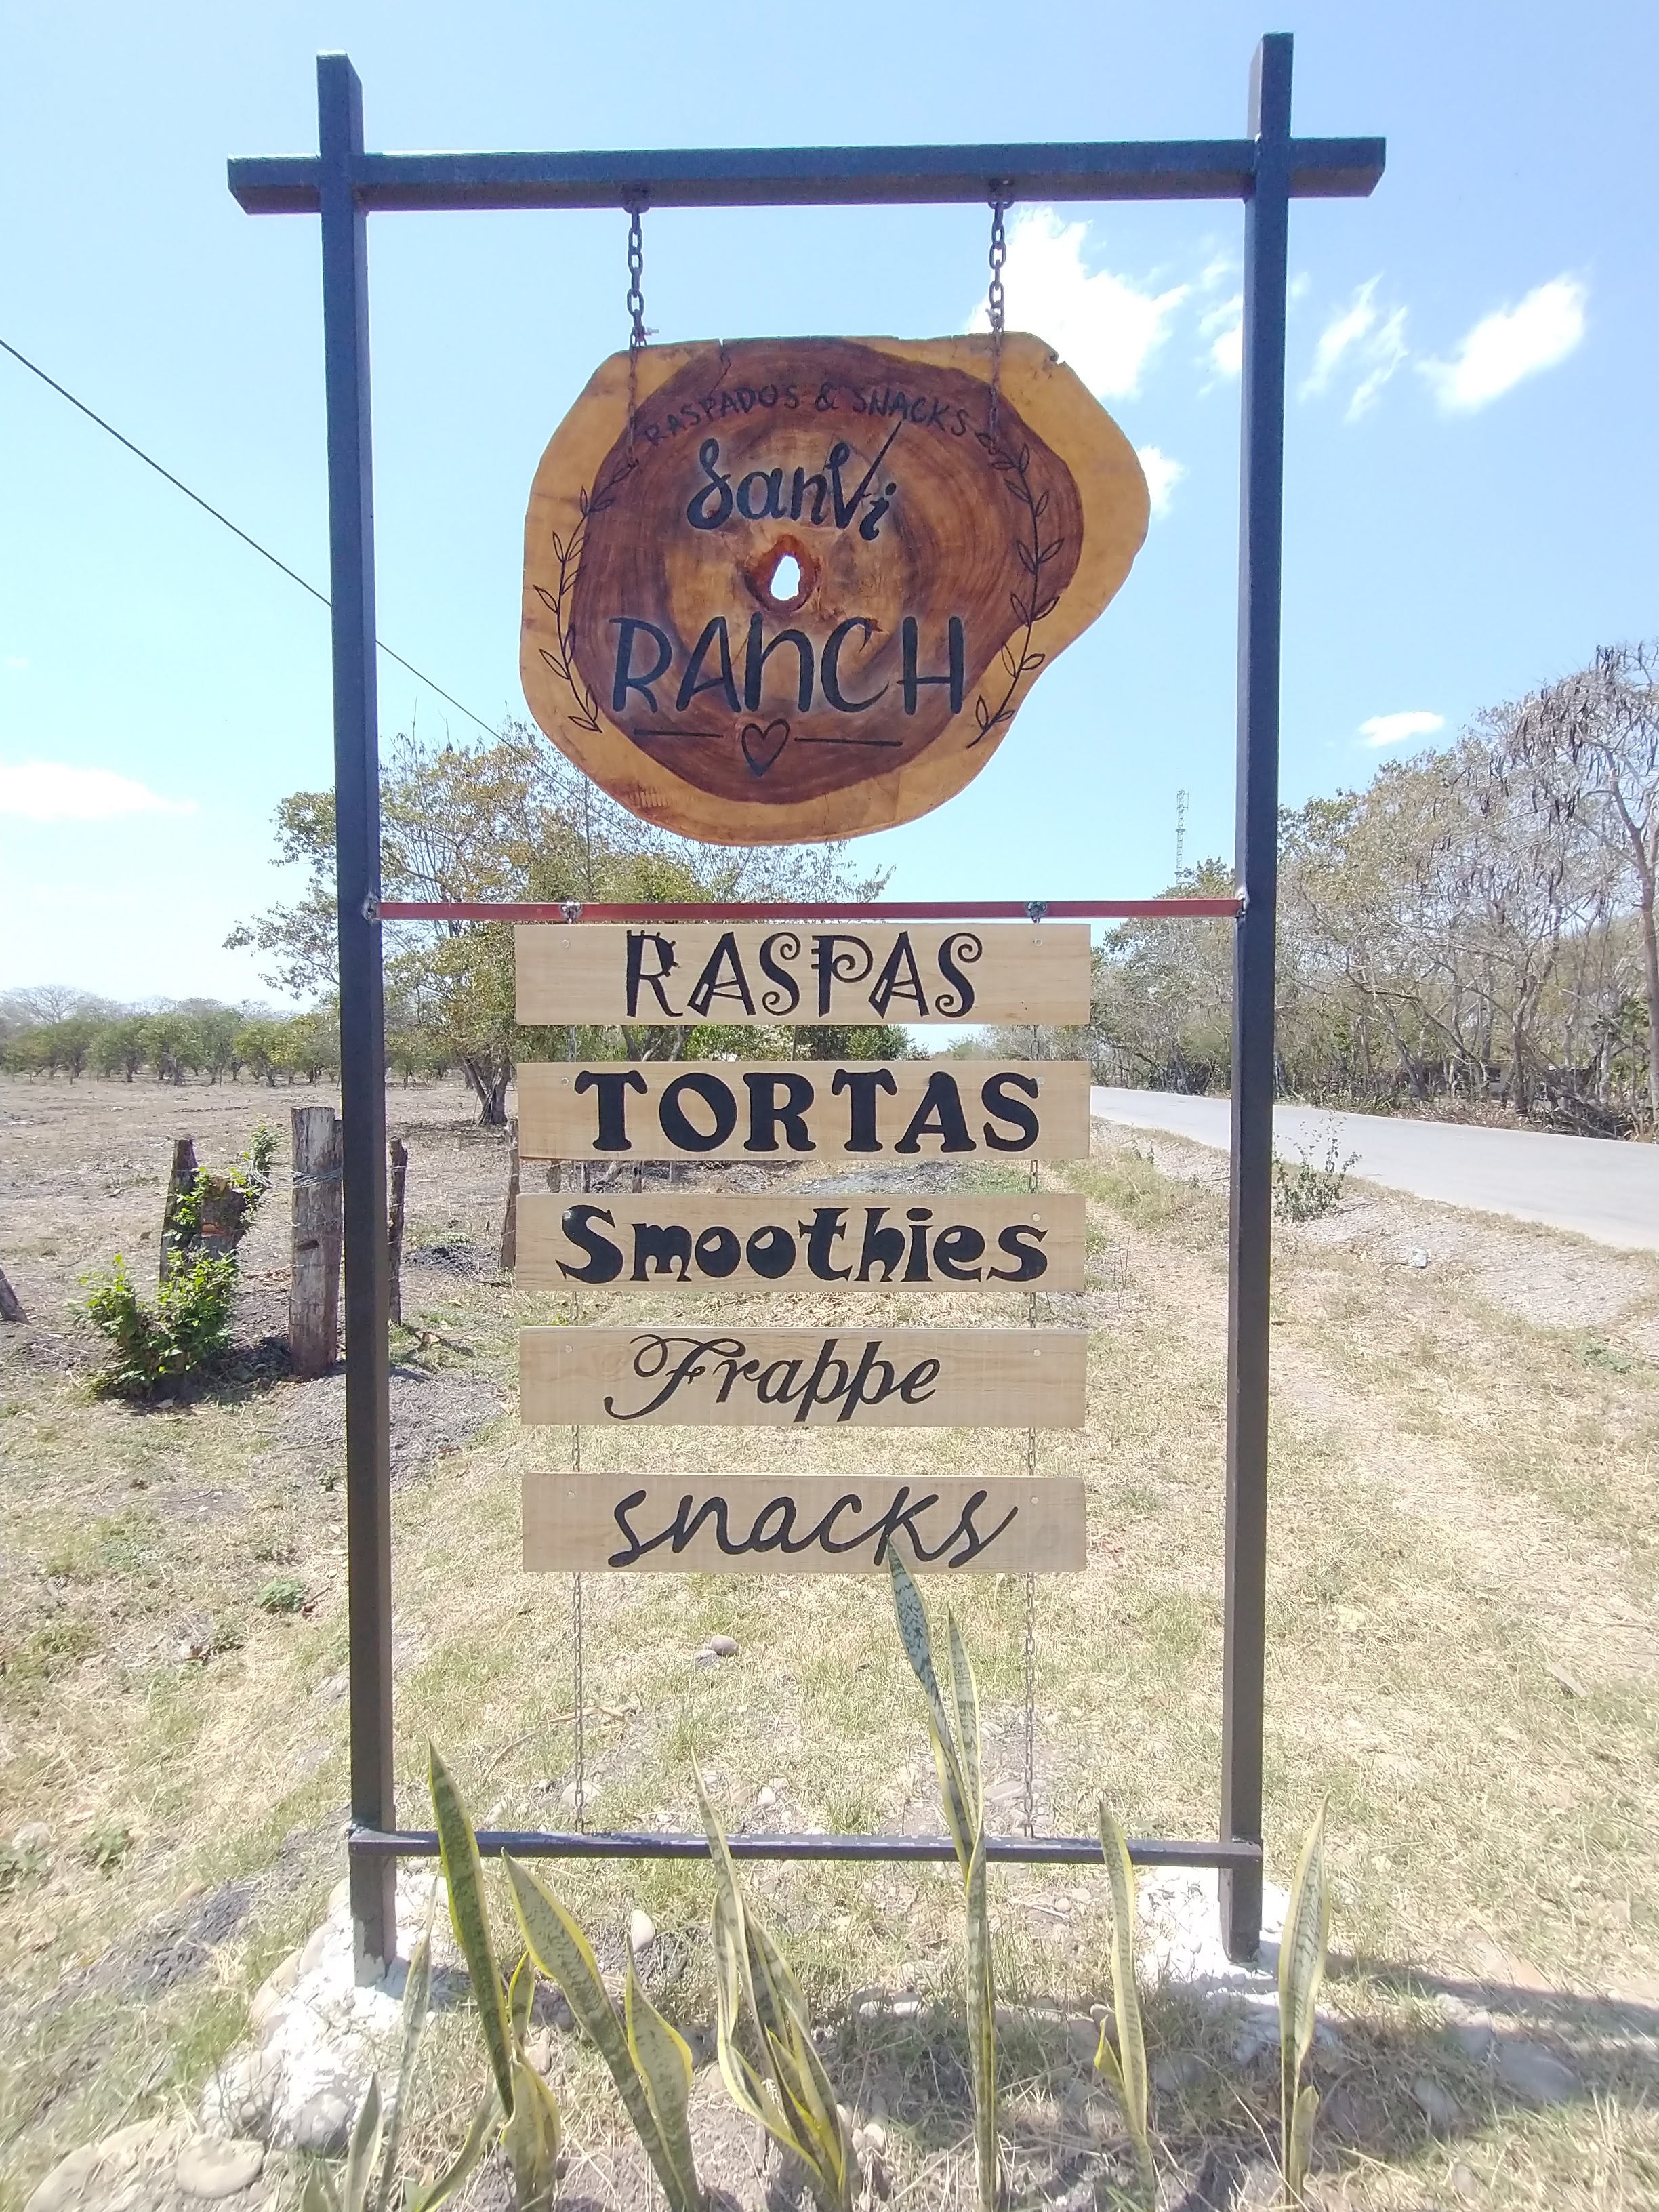 RASPADOS & SNACKS
SanVi
RANCH
RASPAS
TORTAS
Smoothies
Frappe
snacks